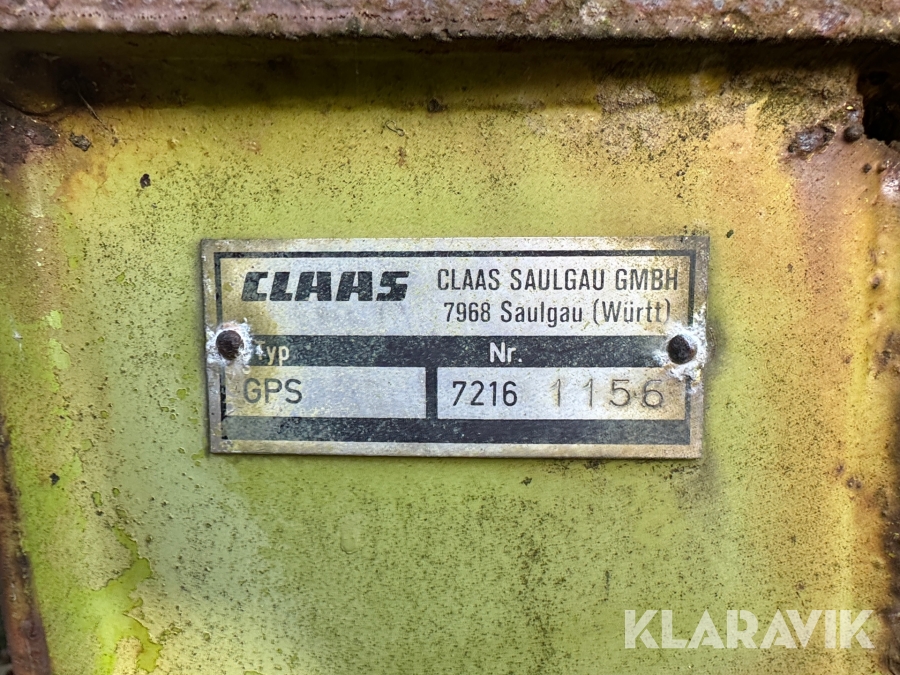 CLAAS CLAAS SAULGAU GMBH
7968 Saulgau (Württ)
Typ Nr.
GPS 7216 1156
KLARAVIK